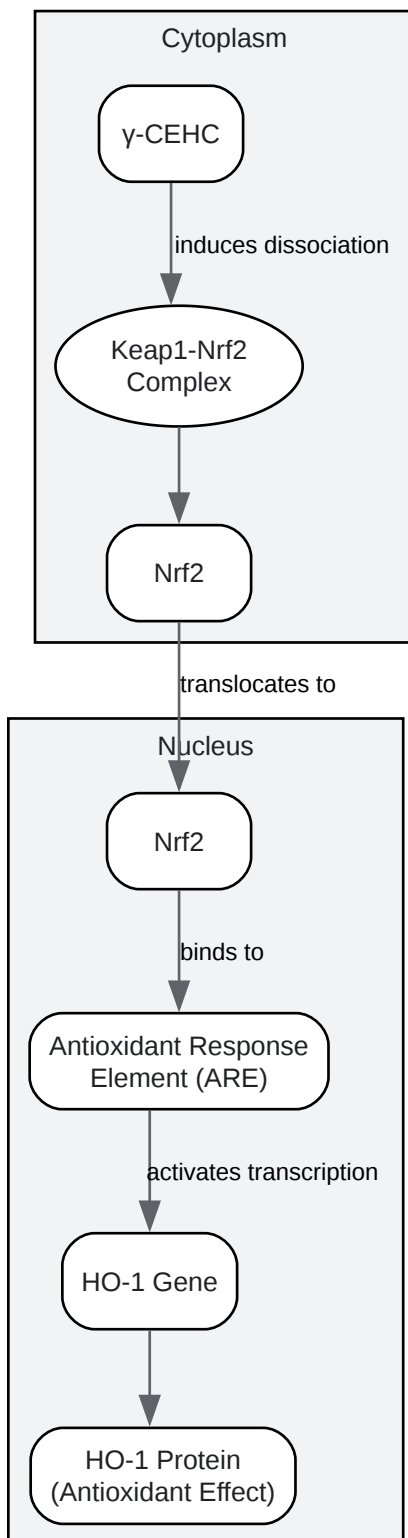 Cytoplasm
γ-CEHC
induces dissociation
Keap1-Nrf2
Complex
Nrf2
translocates to
Nucleus
Nrf2
binds to
Antioxidant Response
Element (ARE)
activates transcription
HO-1 Gene
HO-1 Protein
(Antioxidant Effect)